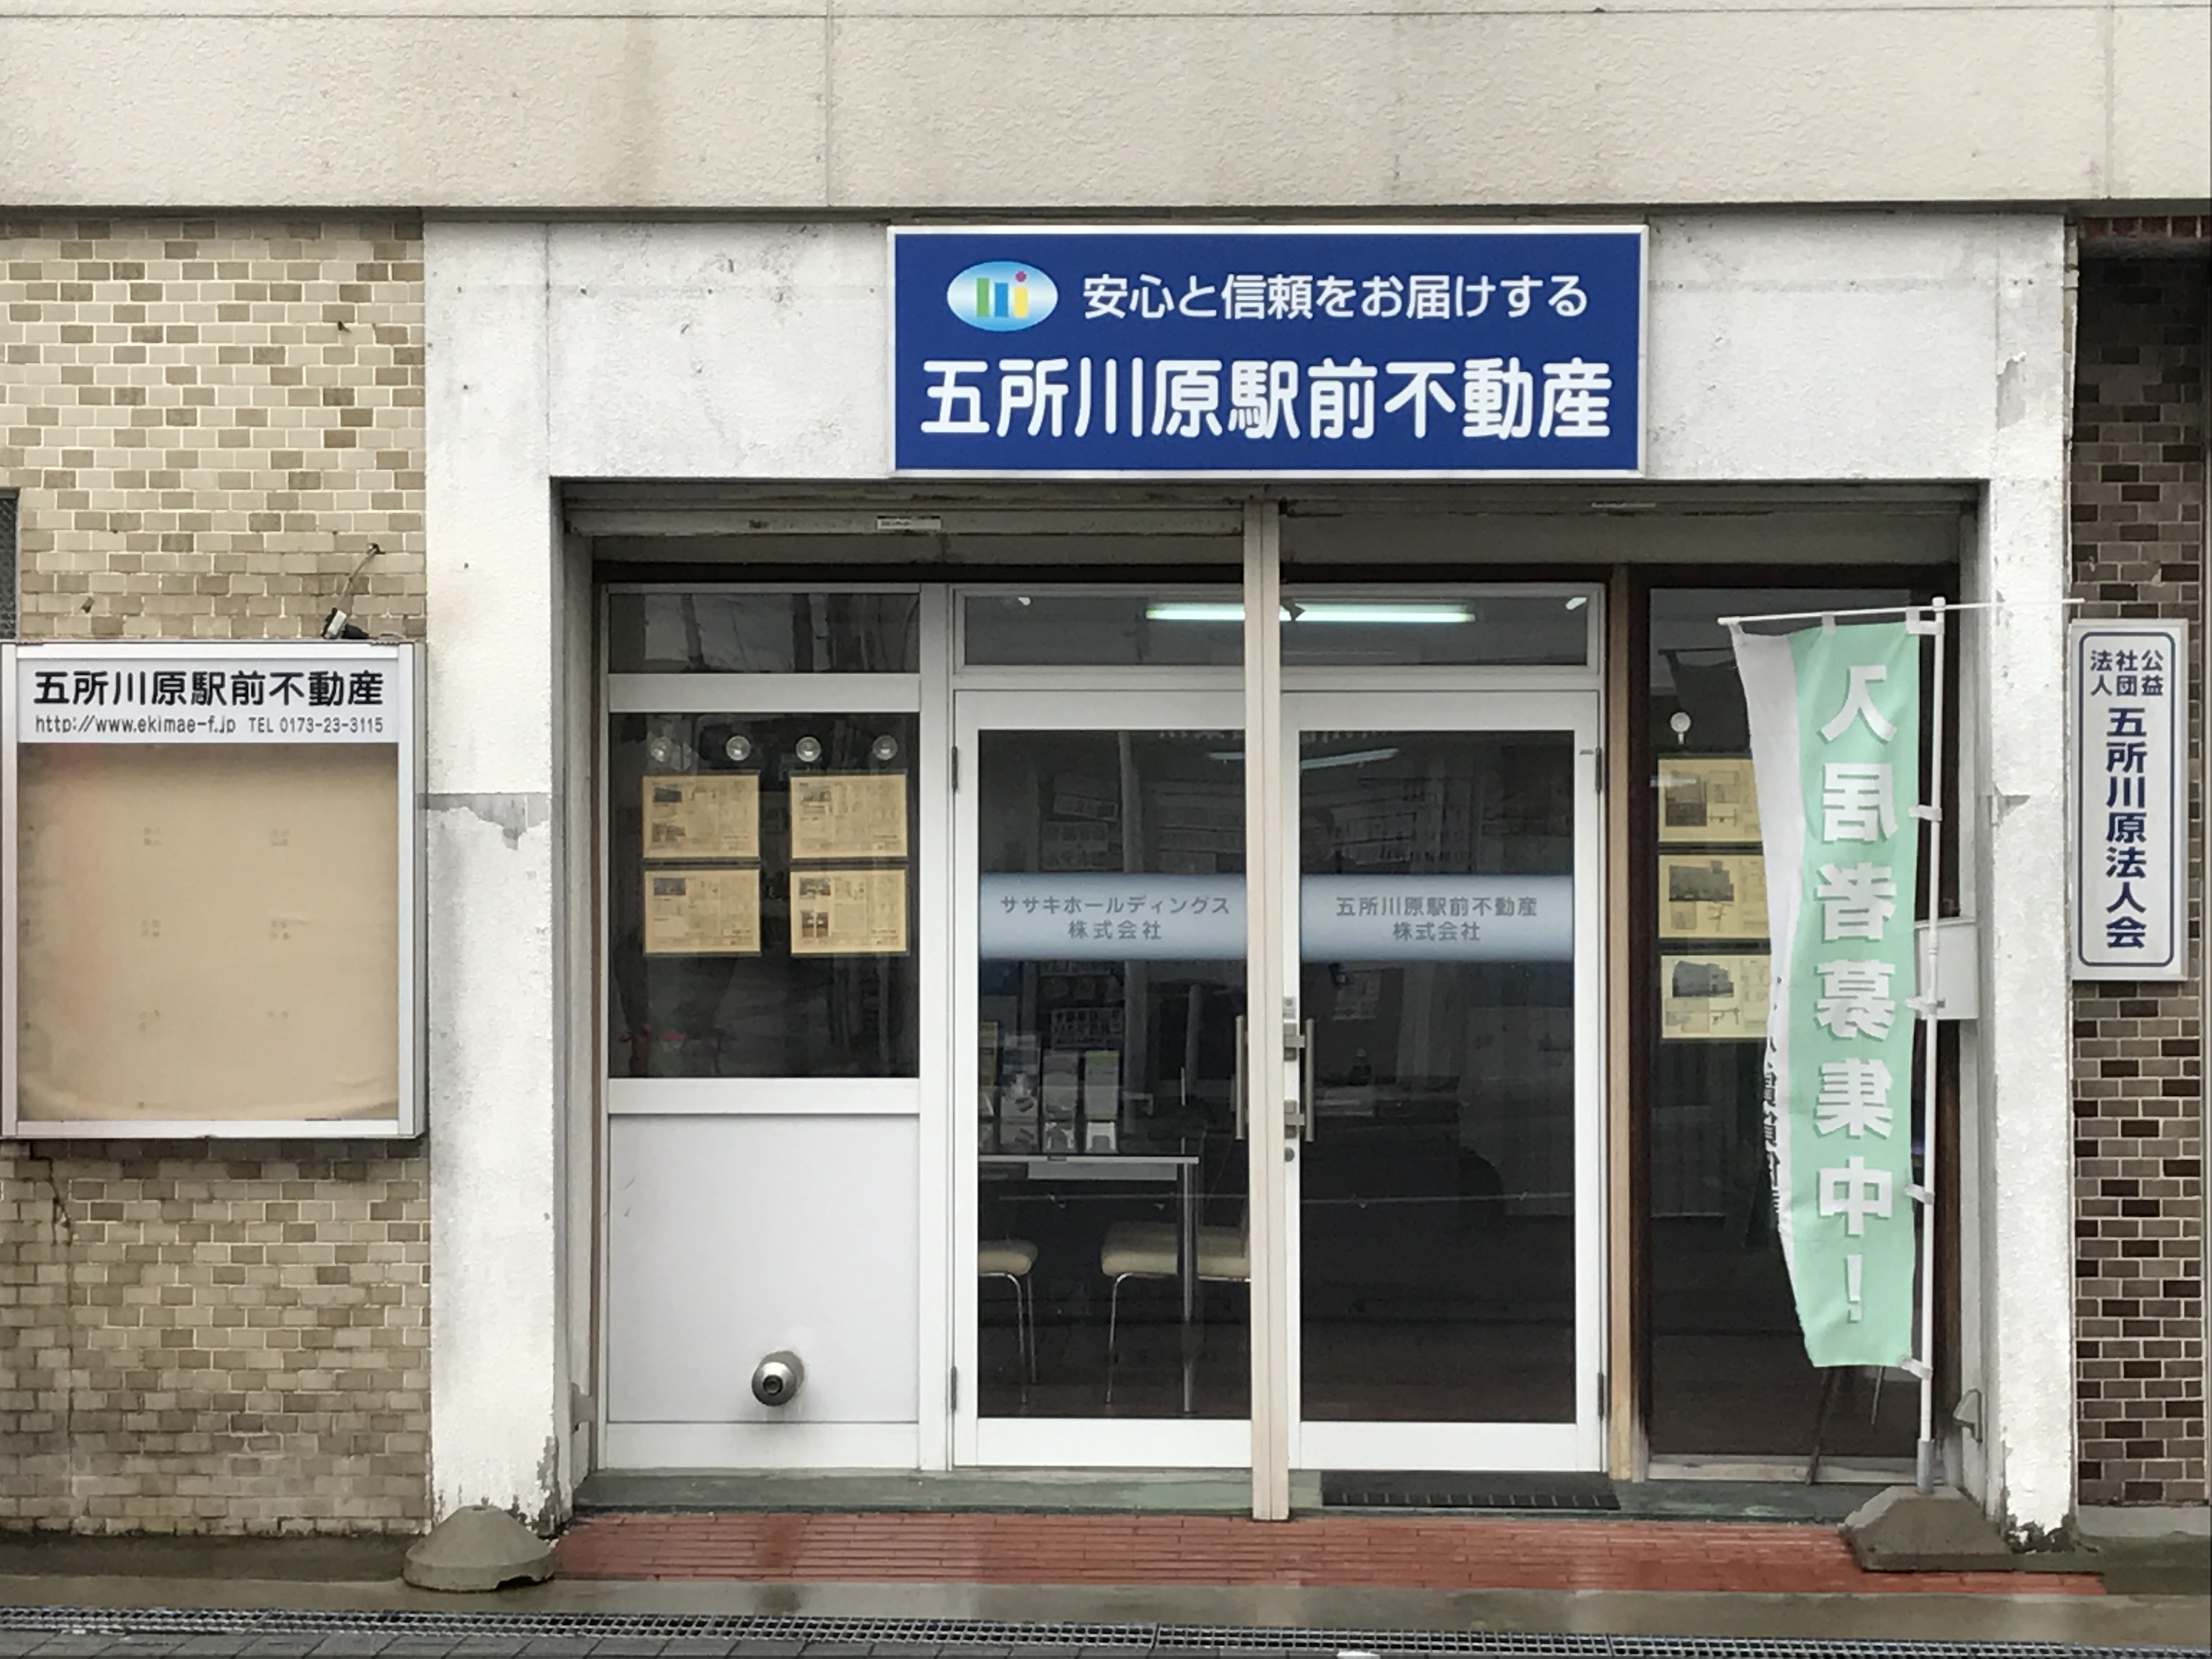 安心と信頼をお届けする
五所川原駅前不動産
五所川原駅前不動産
http://www.ekimae-f.jp TEL 0173-23-3115
ササキホールディングス
株式会社
五所川原駅前不動産
株式会社
入居者募集中!
公益
社団
法人
五所川原法人会